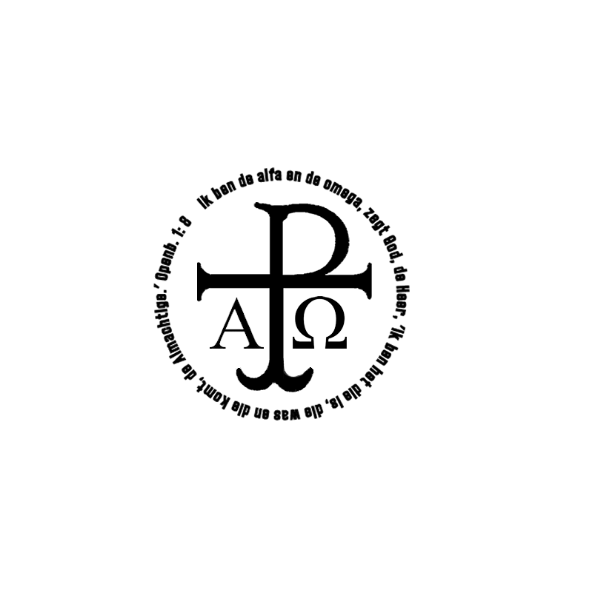 Ik ben de alfa en de omega, zegt God, de Heer, 'Ik ben het die is, die was en die komt, de Almachtige.' Openb. 1: 8
Α Ω